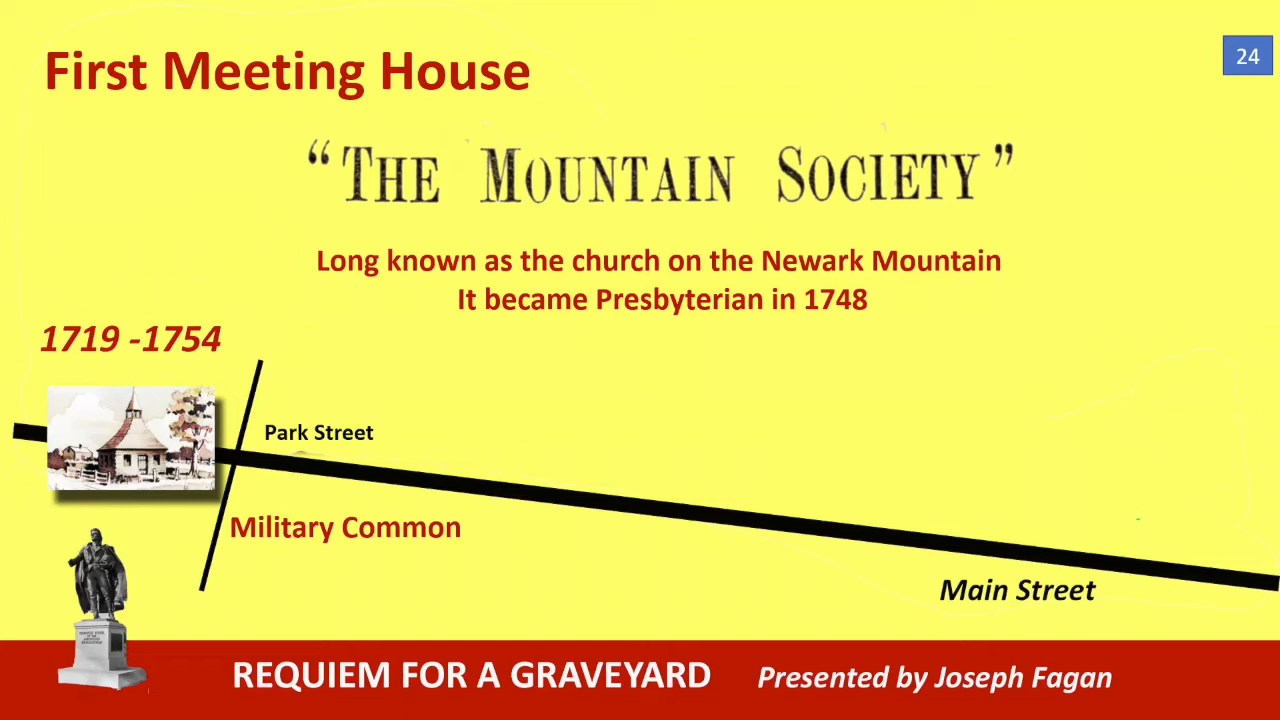 First Meeting House
24
“THE MOUNTAIN SOCIETY”
Long known as the church on the Newark Mountain
It became Presbyterian in 1748
1719 -1754
Park Street
Military Common
Main Street
REQUIEM FOR A GRAVEYARD Presented by Joseph Fagan